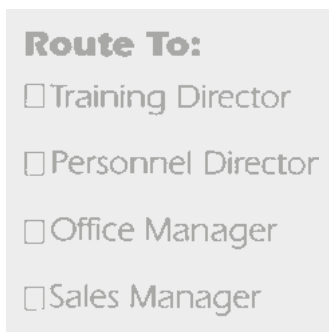 Route To:
☐ Training Director
☐ Personnel Director
☐ Office Manager
☐ Sales Manager